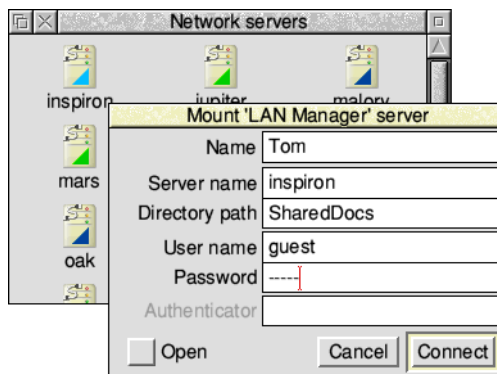 Network servers
inspiron jupiter malory
mars
oak
Mount 'LAN Manager' server
Name Tom
Server name inspiron
Directory path SharedDocs
User name guest
Password -----
Authenticator
Open Cancel Connect